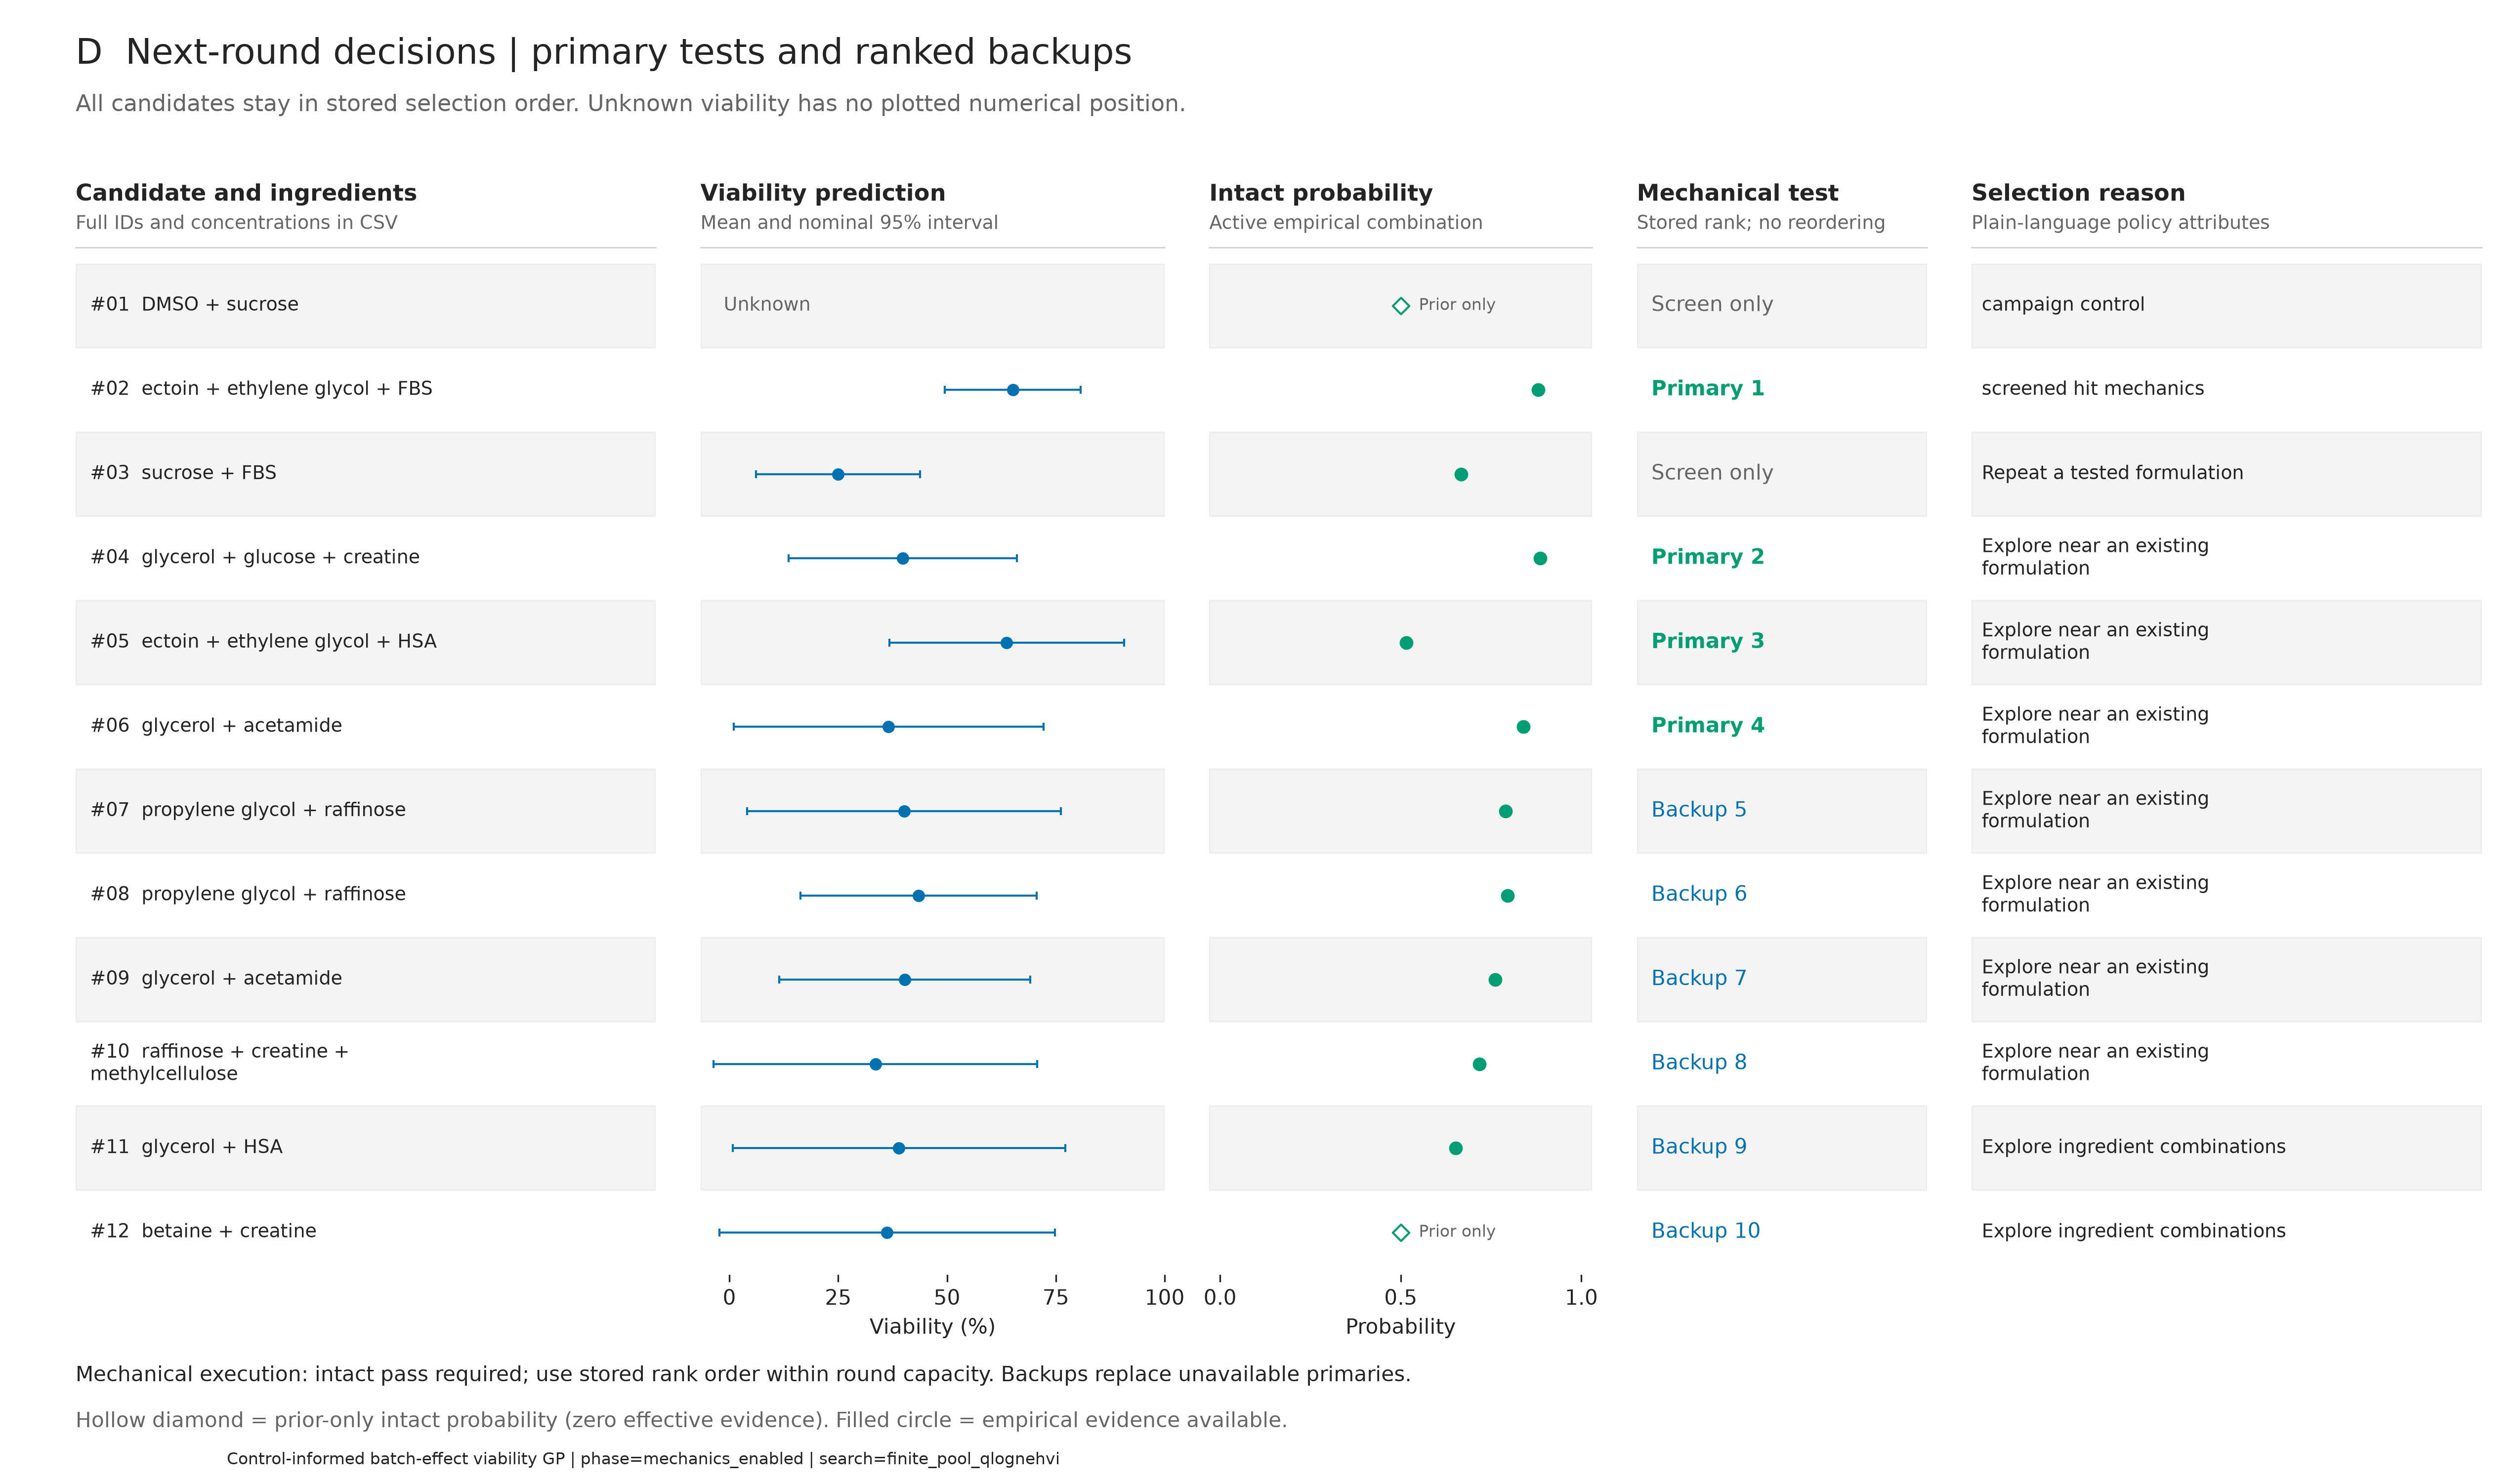 D Next-round decisions | primary tests and ranked backups
All candidates stay in stored selection order. Unknown viability has no plotted numerical position.
Candidate and ingredients
Full IDs and concentrations in CSV
Viability prediction
Mean and nominal 95% interval
Intact probability
Active empirical combination
Mechanical test
Stored rank; no reordering
Selection reason
Plain-language policy attributes
#01 DMSO + sucrose
Unknown
Prior only
Screen only
campaign control
#02 ectoin + ethylene glycol + FBS
Primary 1
screened hit mechanics
#03 sucrose + FBS
Screen only
Repeat a tested formulation
#04 glycerol + glucose + creatine
Primary 2
Explore near an existing
formulation
#05 ectoin + ethylene glycol + HSA
Primary 3
Explore near an existing
formulation
#06 glycerol + acetamide
Primary 4
Explore near an existing
formulation
#07 propylene glycol + raffinose
Backup 5
Explore near an existing
formulation
#08 propylene glycol + raffinose
Backup 6
Explore near an existing
formulation
#09 glycerol + acetamide
Backup 7
Explore near an existing
formulation
#10 raffinose + creatine +
methylcellulose
Backup 8
Explore near an existing
formulation
#11 glycerol + HSA
Backup 9
Explore ingredient combinations
#12 betaine + creatine
Prior only
Backup 10
Explore ingredient combinations
0 25 50 75 100
Viability (%)
0.0 0.5 1.0
Probability
Mechanical execution: intact pass required; use stored rank order within round capacity. Backups replace unavailable primaries.
Hollow diamond = prior-only intact probability (zero effective evidence). Filled circle = empirical evidence available.
Control-informed batch-effect viability GP | phase=mechanics_enabled | search=finite_pool_qlognehvi